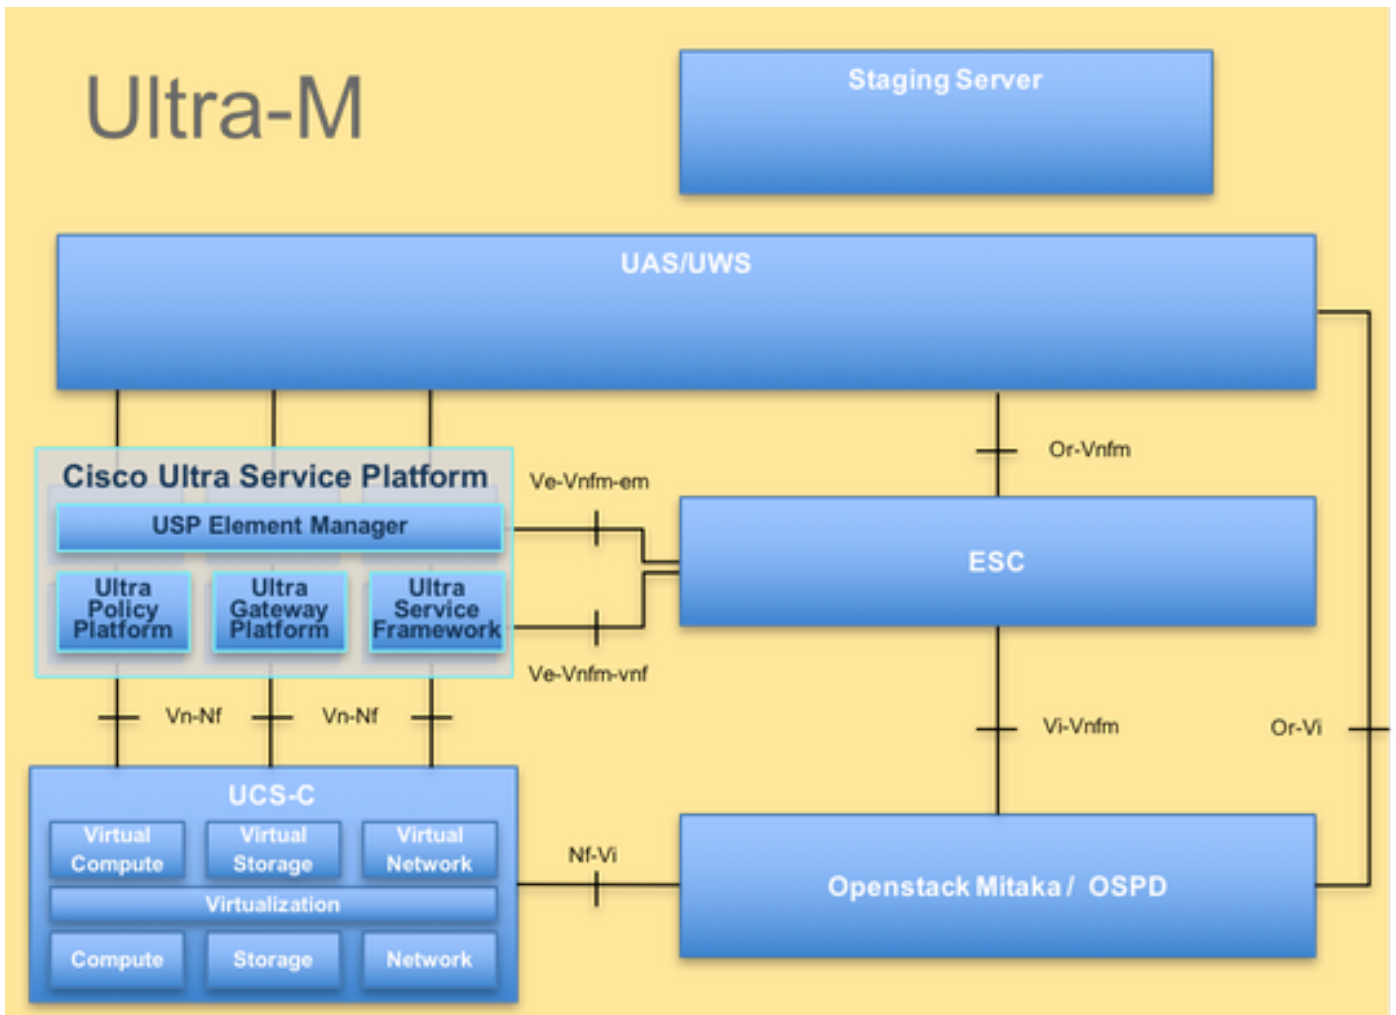 Ultra-M
Staging Server
UAS/UWS
Or-Vnfm
Cisco Ultra Service Platform
Ve-Vnfm-em
USP Element Manager
ESC
Ultra
Policy
Platform
Ultra
Gateway
Platform
Ultra
Service
Framework
Ve-Vnfm-vnf
Vn-Nf
Vn-Nf
Vi-Vnfm
Or-Vi
UCS-C
Virtual
Compute
Virtual
Storage
Virtual
Network
Nf-Vi
Openstack Mitaka / OSPD
Virtualization
Compute
Storage
Network